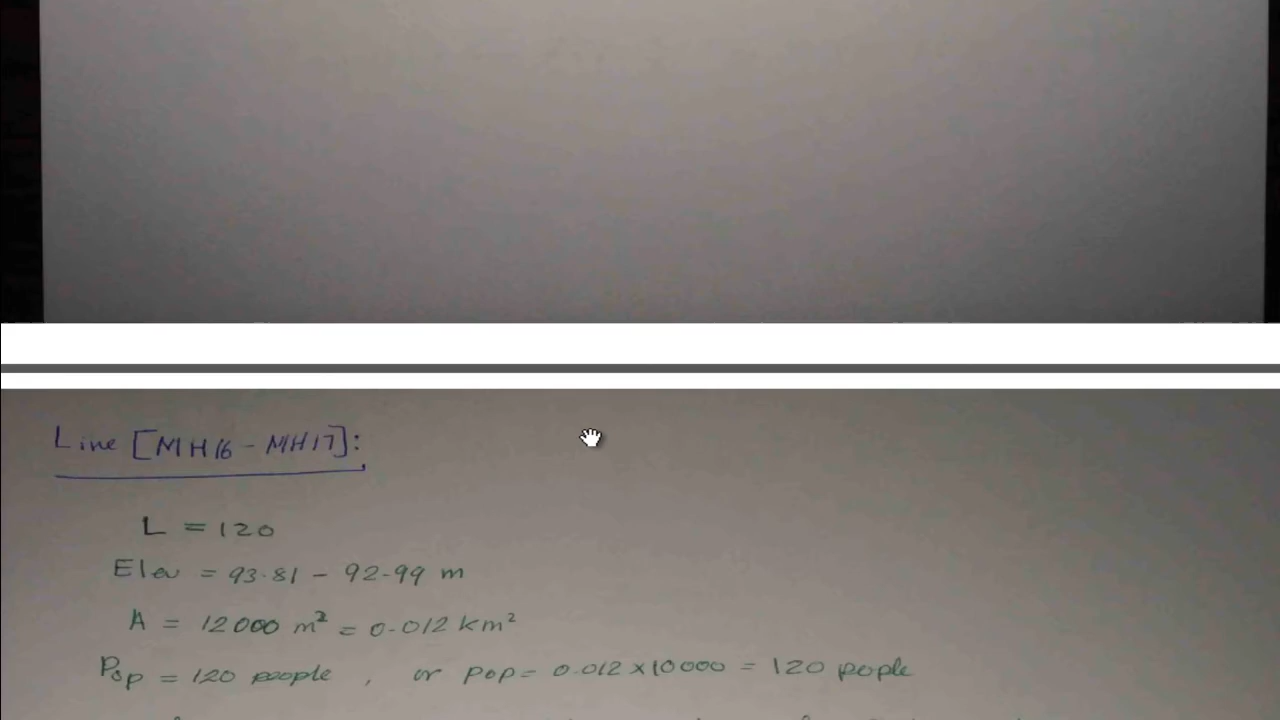 Line [MH16 - MH17]:
L = 120
Elev = 93.81 - 92.99 m
A = 12000 m² = 0.012 km²
Pop = 120 people , or pop = 0.012 x 10000 = 120 people